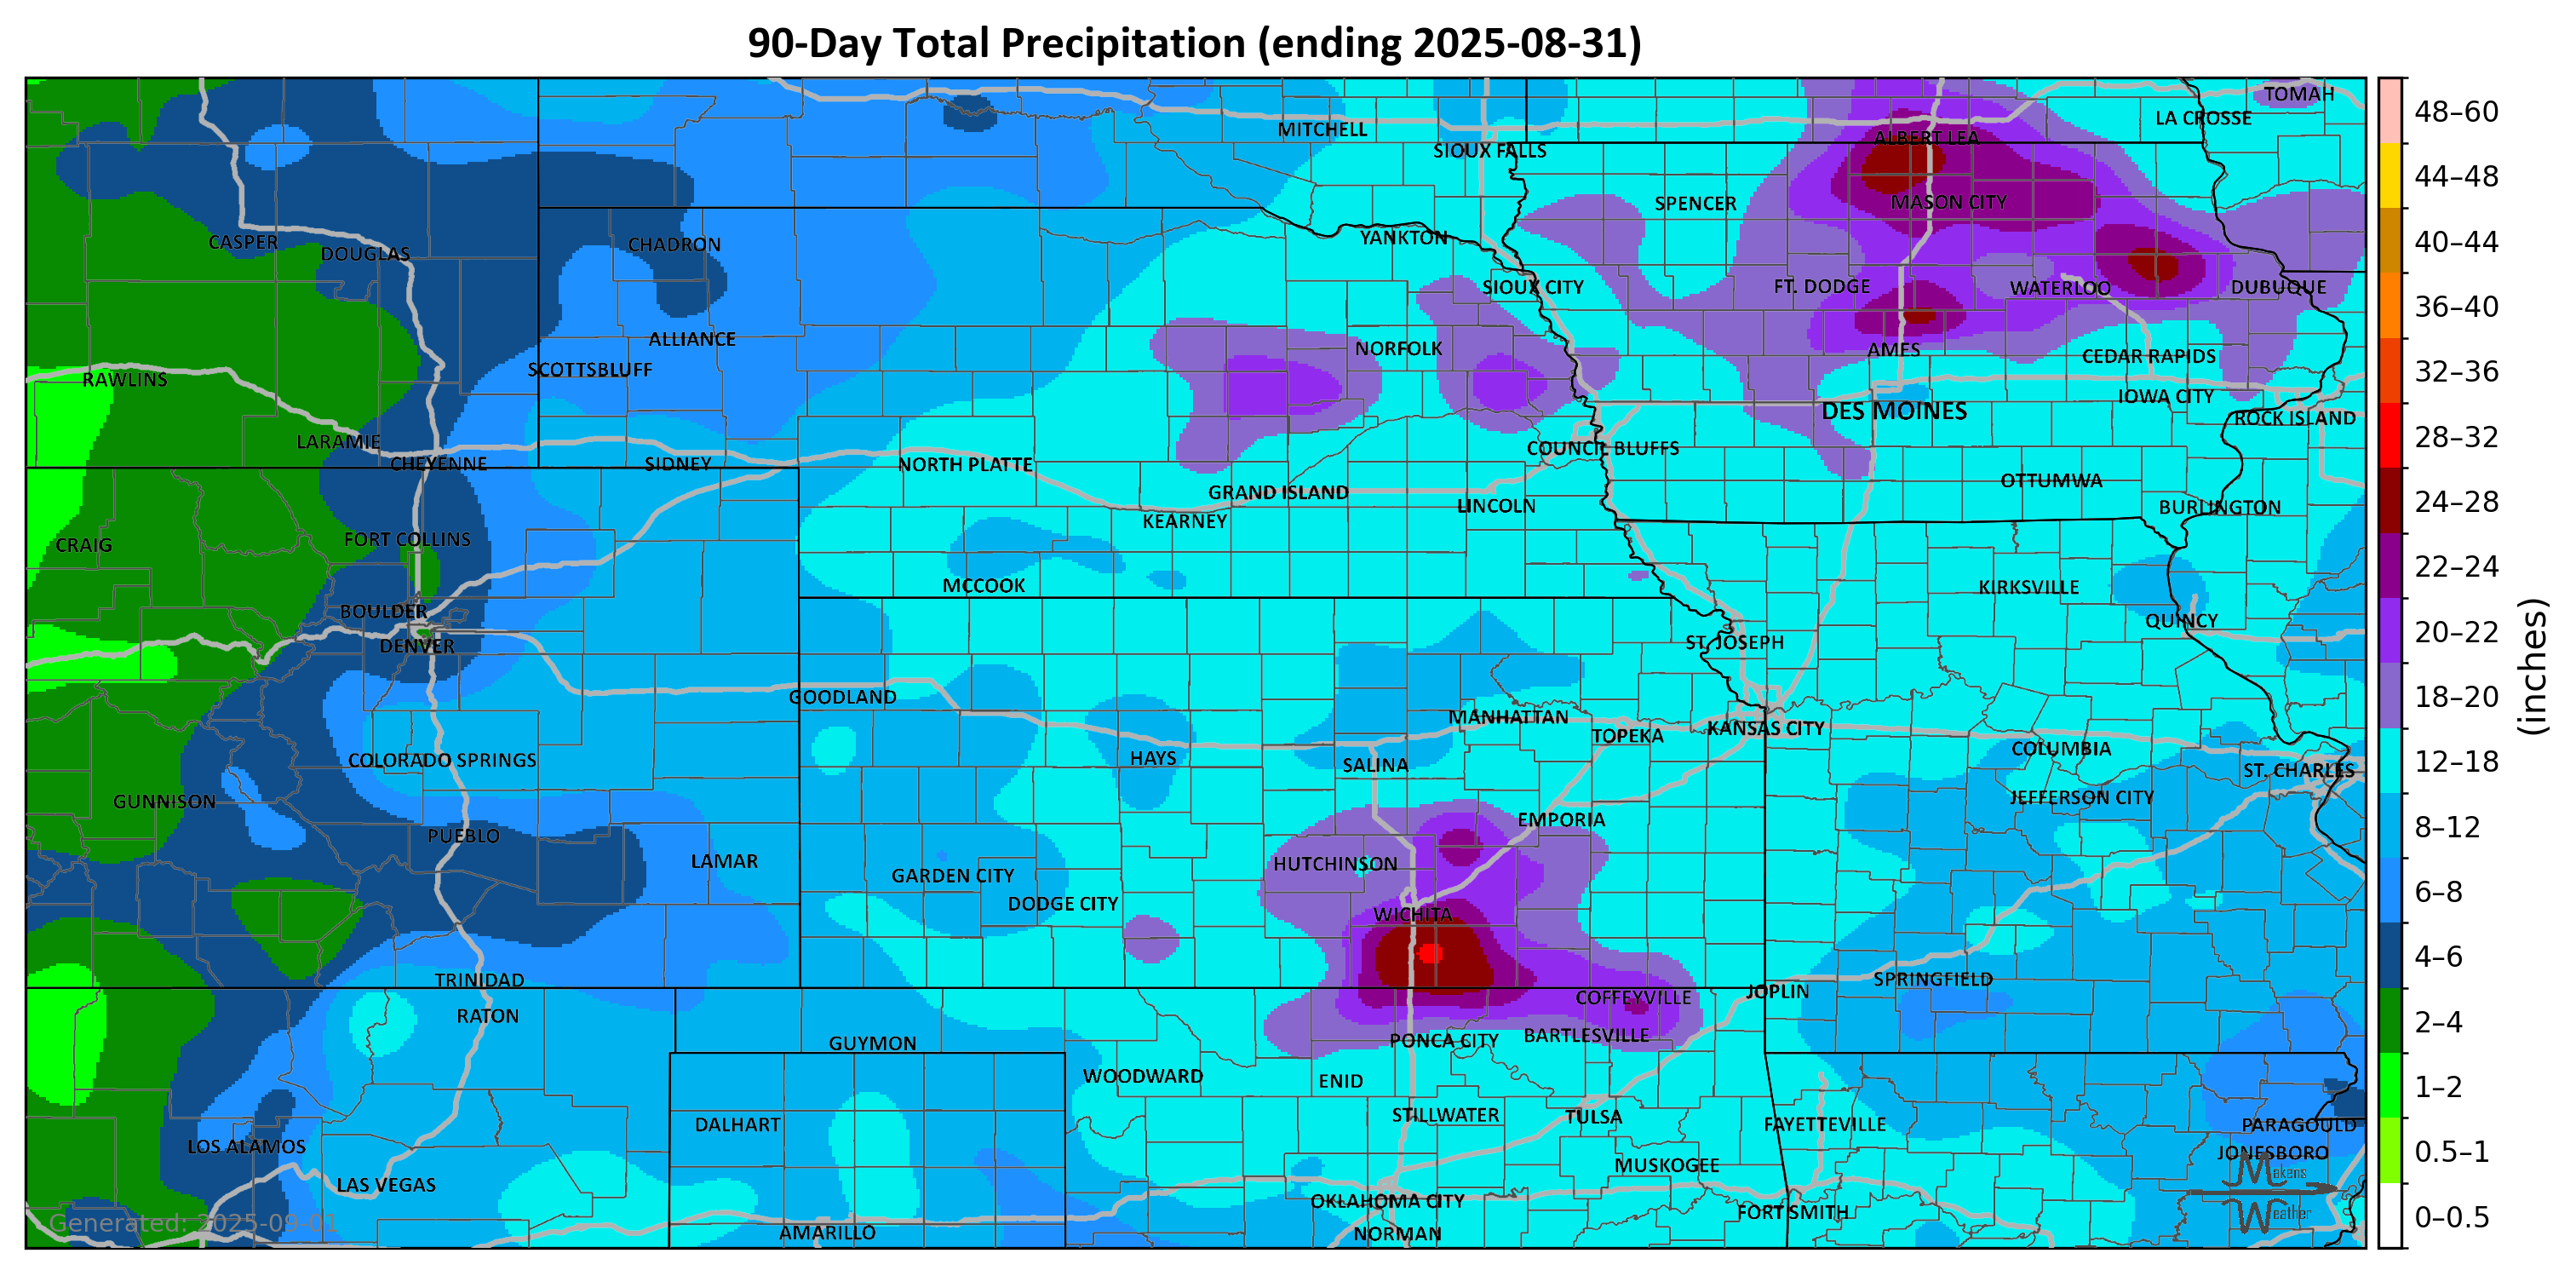 90-Day Total Precipitation (ending 2025-08-31)
TOMAH
LA CROSSE
MITCHELL
ALBERT LEA
SIOUX FALLS
SPENCER
MASON CITY
YANKTON
CASPER
CHADRON
DOUGLAS
SIOUX CITY
FT. DODGE
WATERLOO
DUBUQUE
ALLIANCE
NORFOLK
AMES
CEDAR RAPIDS
SCOTTSBLUFF
RAWLINS
IOWA CITY
DES MOINES
ROCK ISLAND
LARAMIE
COUNCIL BLUFFS
CHEYENNE
SIDNEY
NORTH PLATTE
OTTUMWA
GRAND ISLAND
LINCOLN
BURLINGTON
KEARNEY
FORT COLLINS
CRAIG
MCCOOK
KIRKSVILLE
BOULDER
QUINCY
DENVER
ST. JOSEPH
GOODLAND
MANHATTAN
KANSAS CITY
TOPEKA
COLUMBIA
COLORADO SPRINGS
HAYS
SALINA
ST. CHARLES
GUNNISON
JEFFERSON CITY
EMPORIA
PUEBLO
LAMAR
HUTCHINSON
GARDEN CITY
DODGE CITY
WICHITA
TRINIDAD
SPRINGFIELD
JOPLIN
COFFEYVILLE
RATON
BARTLESVILLE
PONCA CITY
GUYMON
WOODWARD
ENID
STILLWATER
TULSA
DALHART
FAYETTEVILLE
PARAGOULD
LOS ALAMOS
JONESBORO
MUSKOGEE
LAS VEGAS
OKLAHOMA CITY
FORT SMITH
AMARILLO
NORMAN
Generated: 2025-09-01
Makens
Weather
48–60
44–48
40–44
36–40
32–36
28–32
24–28
22–24
20–22
18–20
12–18
8–12
6–8
4–6
2–4
1–2
0.5–1
0–0.5
(inches)